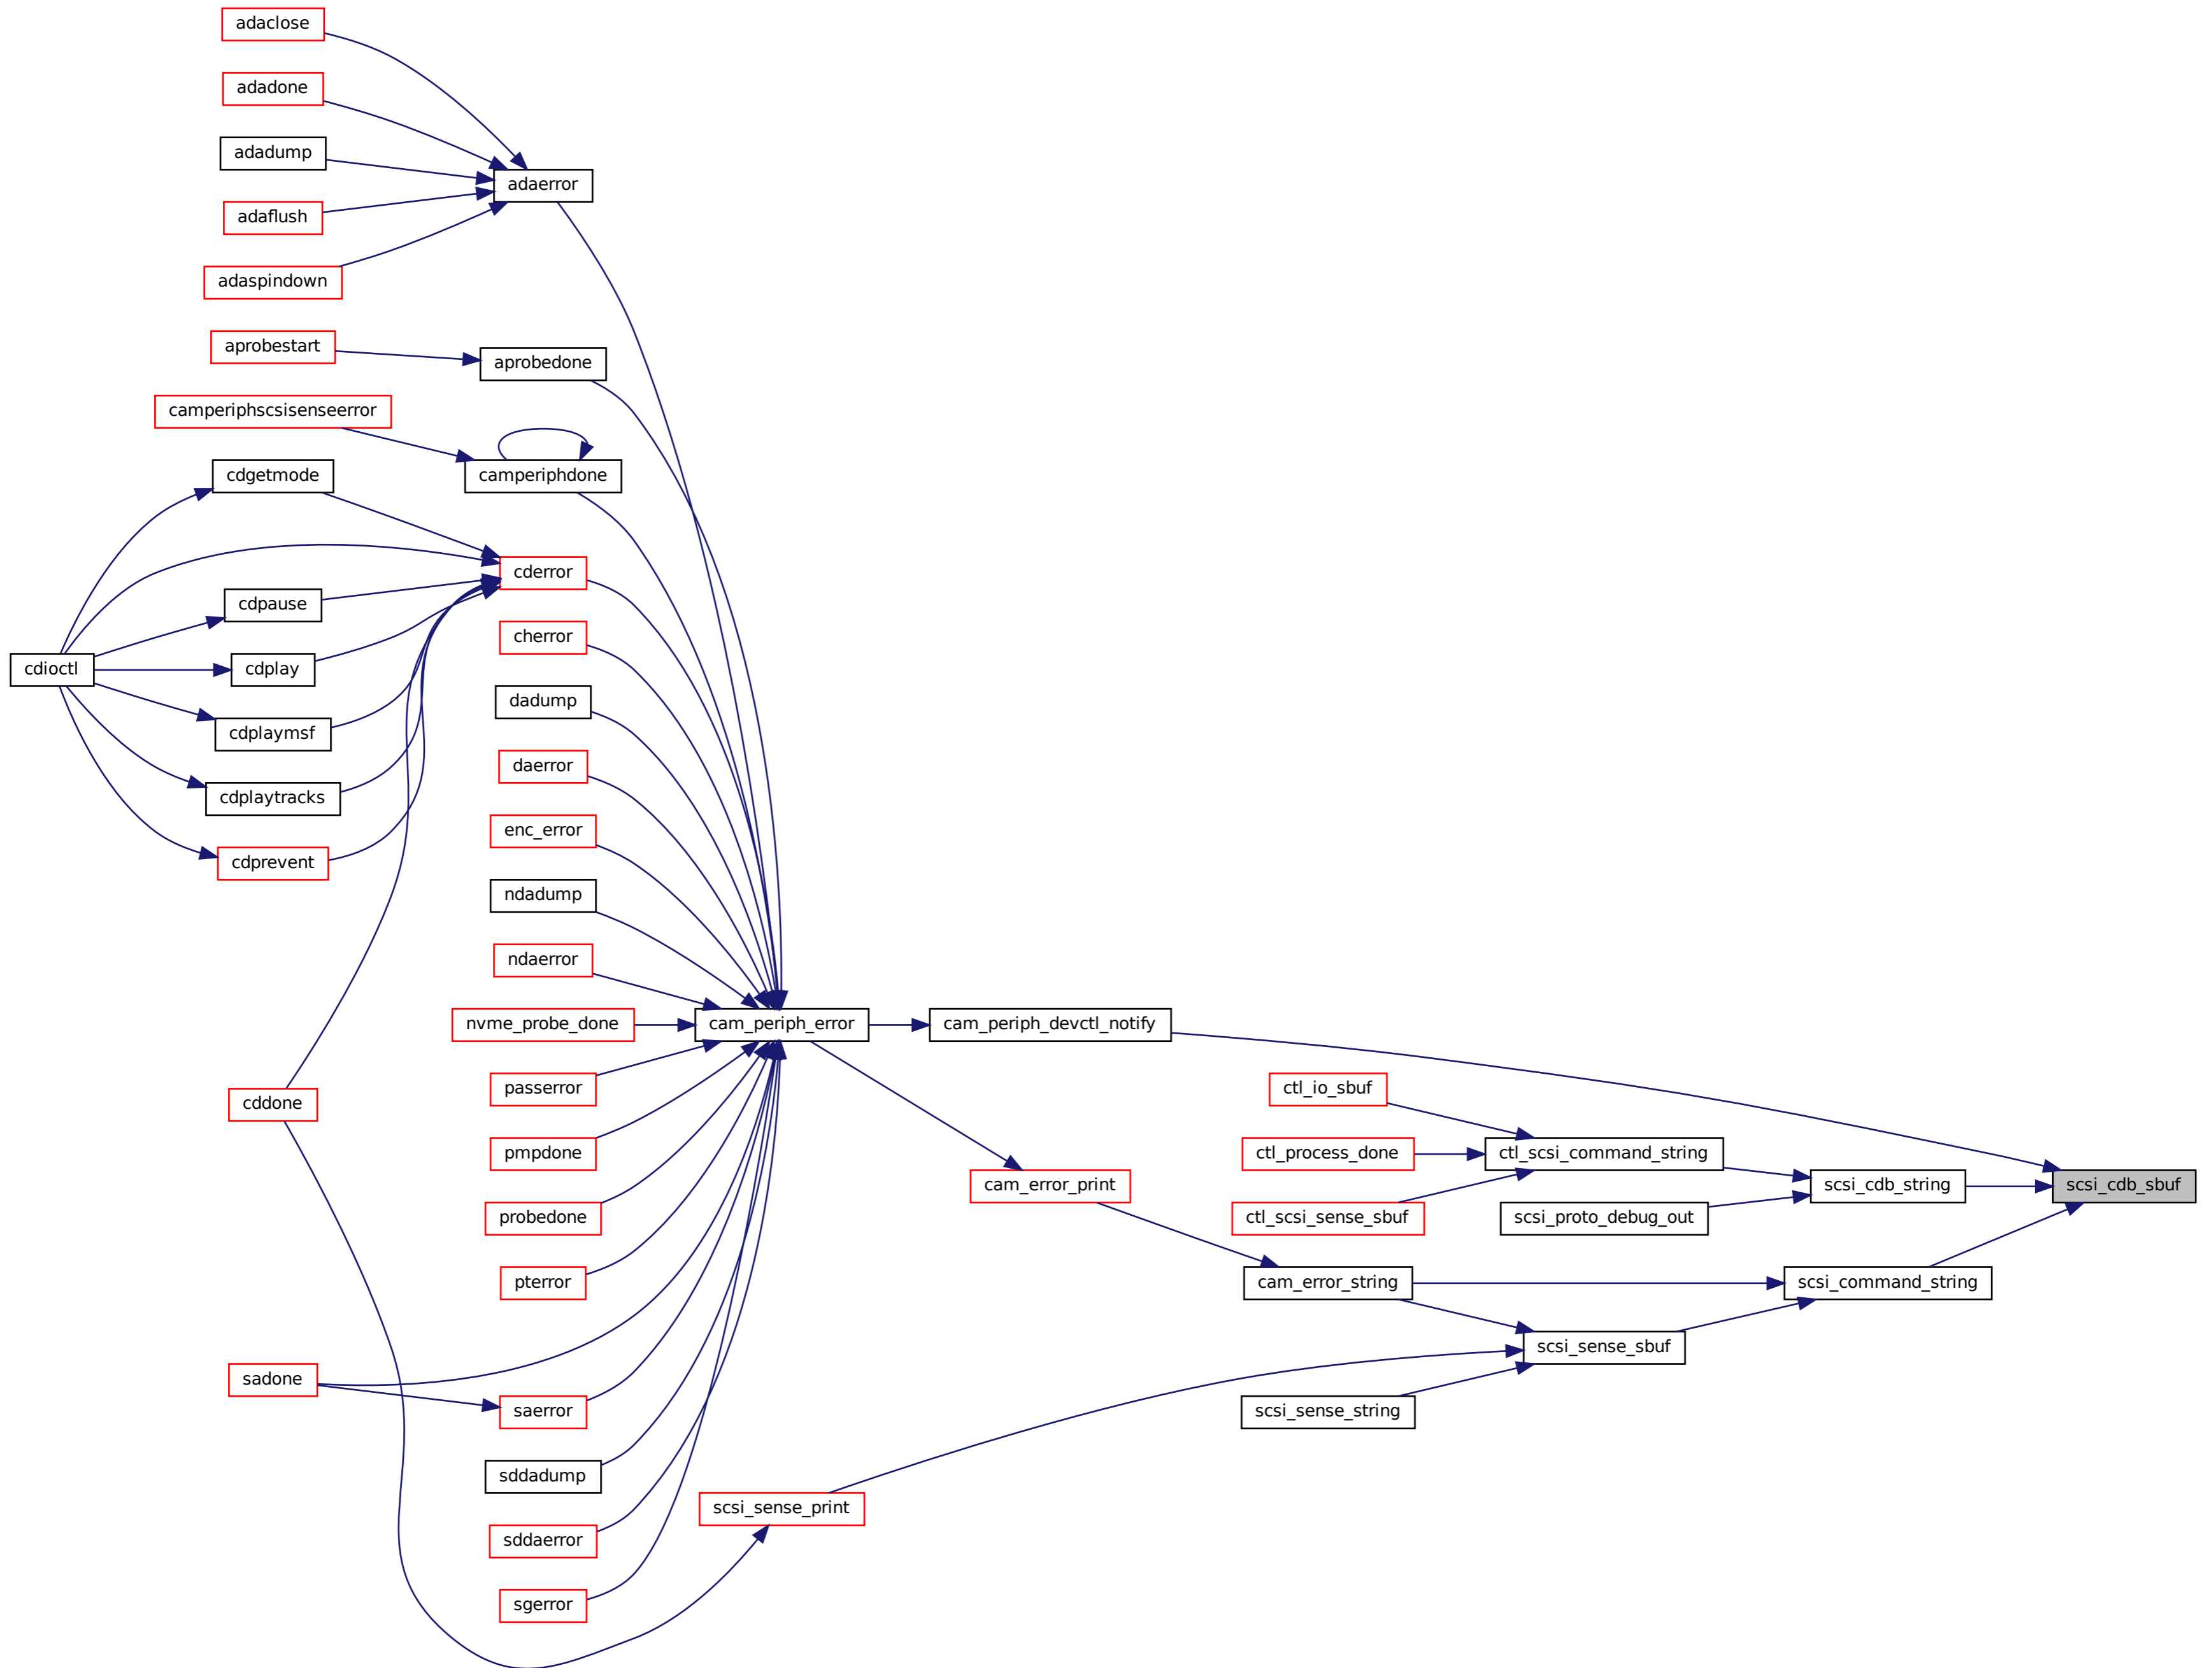 adaclose
adadone
adadump
adaerror
adaflush
adaspindown
aprobestart
aprobedone
camperiphscsisenseerror
cdgetmode
camperiphdone
cderror
cdpause
cherror
cdioctl
cdplay
dadump
cdplaymsf
daerror
cdplaytracks
enc_error
cdprevent
ndadump
ndaerror
nvme_probe_done
cam_periph_error
cam_periph_devctl_notify
passerror
ctl_io_sbuf
cddone
pmpdone
ctl_process_done
ctl_scsi_command_string
cam_error_print
scsi_cdb_string
scsi_cdb_sbuf
probedone
ctl_scsi_sense_sbuf
scsi_proto_debug_out
pterror
cam_error_string
scsi_command_string
scsi_sense_sbuf
sadone
saerror
scsi_sense_string
sddadump
scsi_sense_print
sddaerror
sgerror